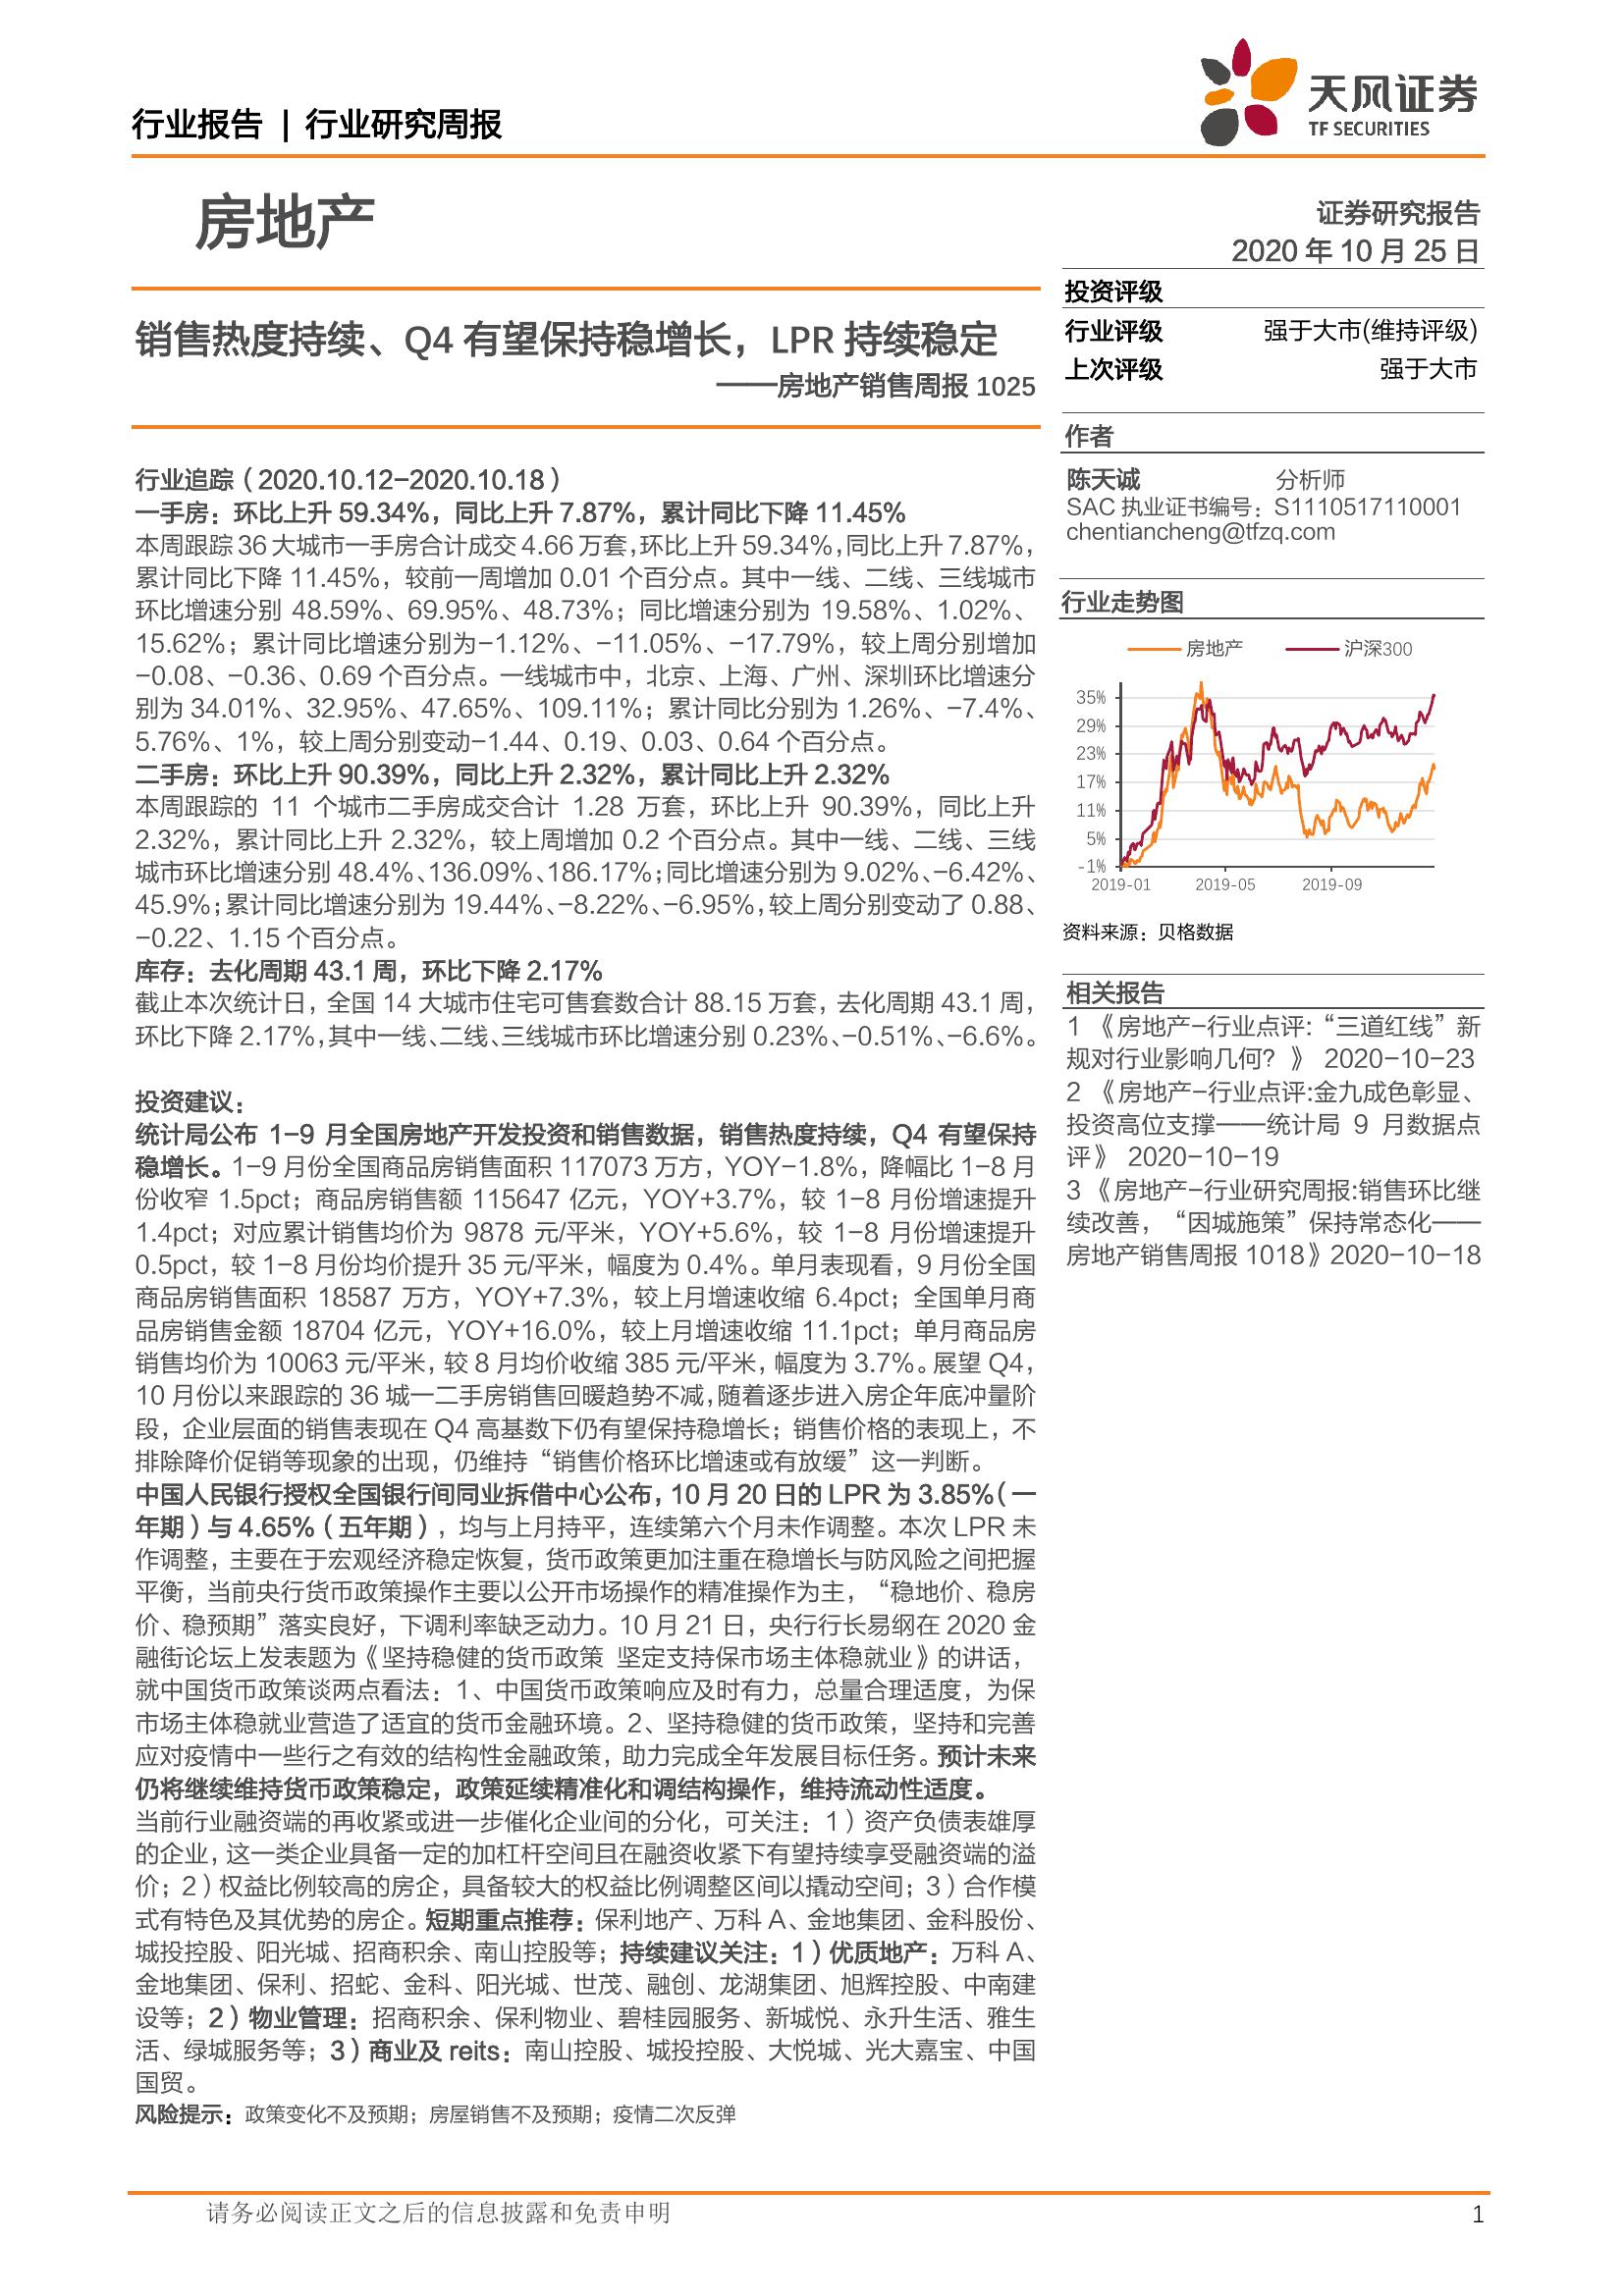 行业报告 | 行业研究周报
天风证券
TF SECURITIES
房地产
证券研究报告
2020 年 10 月 25 日
销售热度持续、Q4 有望保持稳增长，LPR 持续稳定
——房地产销售周报 1025
行业追踪（2020.10.12-2020.10.18）
一手房：环比上升 59.34%，同比上升 7.87%，累计同比下降 11.45%
本周跟踪 36 大城市一手房合计成交 4.66 万套，环比上升 59.34%，同比上升 7.87%，
累计同比下降 11.45%，较前一周增加 0.01 个百分点。其中一线、二线、三线城市
环比增速分别 48.59%、69.95%、48.73%；同比增速分别为 19.58%、1.02%、
15.62%；累计同比增速分别为-1.12%、-11.05%、-17.79%，较上周分别增加
-0.08、-0.36、0.69 个百分点。一线城市中，北京、上海、广州、深圳环比增速分
别为 34.01%、32.95%、47.65%、109.11%；累计同比分别为 1.26%、-7.4%、
5.76%、1%，较上周分别变动-1.44、0.19、0.03、0.64 个百分点。
二手房：环比上升 90.39%，同比上升 2.32%，累计同比上升 2.32%
本周跟踪的 11 个城市二手房成交合计 1.28 万套，环比上升 90.39%，同比上升
2.32%，累计同比上升 2.32%，较上周增加 0.2 个百分点。其中一线、二线、三线
城市环比增速分别 48.4%、136.09%、186.17%；同比增速分别为 9.02%、-6.42%、
45.9%；累计同比增速分别为 19.44%、-8.22%、-6.95%，较上周分别变动了 0.88、
-0.22、1.15 个百分点。
库存：去化周期 43.1 周，环比下降 2.17%
截止本次统计日，全国 14 大城市住宅可售套数合计 88.15 万套，去化周期 43.1 周，
环比下降 2.17%，其中一线、二线、三线城市环比增速分别 0.23%、-0.51%、-6.6%。
投资建议：
统计局公布 1-9 月全国房地产开发投资和销售数据，销售热度持续，Q4 有望保持
稳增长。1-9 月份全国商品房销售面积 117073 万方，YOY-1.8%，降幅比 1-8 月
份收窄 1.5pct；商品房销售额 115647 亿元，YOY+3.7%，较 1-8 月份增速提升
1.4pct；对应累计销售均价为 9878 元/平米，YOY+5.6%，较 1-8 月份增速提升
0.5pct，较 1-8 月份均价提升 35 元/平米，幅度为 0.4%。单月表现看，9 月份全国
商品房销售面积 18587 万方，YOY+7.3%，较上月增速收缩 6.4pct；全国单月商
品房销售金额 18704 亿元，YOY+16.0%，较上月增速收缩 11.1pct；单月商品房
销售均价为 10063 元/平米，较 8 月均价收缩 385 元/平米，幅度为 3.7%。展望 Q4，
10 月份以来跟踪的 36 城一二手房销售回暖趋势不减，随着逐步进入房企年底冲量阶
段，企业层面的销售表现在 Q4 高基数下仍有望保持稳增长；销售价格的表现上，不
排除降价促销等现象的出现，仍维持“销售价格环比增速或有放缓”这一判断。
中国人民银行授权全国银行间同业拆借中心公布，10 月 20 日的 LPR 为 3.85%（一
年期）与 4.65%（五年期），均与上月持平，连续第六个月未作调整。本次 LPR 未
作调整，主要在于宏观经济稳定恢复，货币政策更加注重在稳增长与防风险之间把握
平衡，当前央行货币政策操作主要以公开市场操作的精准操作为主，“稳地价、稳房
价、稳预期”落实良好，下调利率缺乏动力。10 月 21 日，央行行长易纲在 2020 金
融街论坛上发表题为《坚持稳健的货币政策 坚定支持保市场主体稳就业》的讲话，
就中国货币政策谈两点看法：1、中国货币政策响应及时有力，总量合理适度，为保
市场主体稳就业营造了适宜的货币金融环境。2、坚持稳健的货币政策，坚持和完善
应对疫情中一些行之有效的结构性金融政策，助力完成全年发展目标任务。预计未来
仍将继续维持货币政策稳定，政策延续精准化和调结构操作，维持流动性适度。
当前行业融资端的再收紧或进一步催化企业间的分化，可关注：1）资产负债表雄厚
的企业，这一类企业具备一定的加杠杆空间且在融资收紧下有望持续享受融资端的溢
价；2）权益比例较高的房企，具备较大的权益比例调整区间以撬动空间；3）合作模
式有特色及其优势的房企。短期重点推荐：保利地产、万科 A、金地集团、金科股份、
城投控股、阳光城、招商积余、南山控股等；持续建议关注：1）优质地产：万科 A、
金地集团、保利、招蛇、金科、阳光城、世茂、融创、龙湖集团、旭辉控股、中南建
设等；2）物业管理：招商积余、保利物业、碧桂园服务、新城悦、永升生活、雅生
活、绿城服务等；3）商业及 reits：南山控股、城投控股、大悦城、光大嘉宝、中国
国贸。
风险提示：政策变化不及预期；房屋销售不及预期；疫情二次反弹
投资评级
行业评级 强于大市(维持评级)
上次评级 强于大市
作者
陈天诚 分析师
SAC 执业证书编号：S1110517110001
chentiancheng@tfzq.com
行业走势图
房地产 沪深300
35%
29%
23%
17%
11%
5%
-1%
2019-01 2019-05 2019-09
资料来源：贝格数据
相关报告
1 《房地产-行业点评:“三道红线”新
规对行业影响几何？》 2020-10-23
2 《房地产-行业点评:金九成色彰显、
投资高位支撑——统计局 9 月数据点
评》 2020-10-19
3 《房地产-行业研究周报:销售环比继
续改善，“因城施策”保持常态化——
房地产销售周报 1018》2020-10-18
请务必阅读正文之后的信息披露和免责申明 1